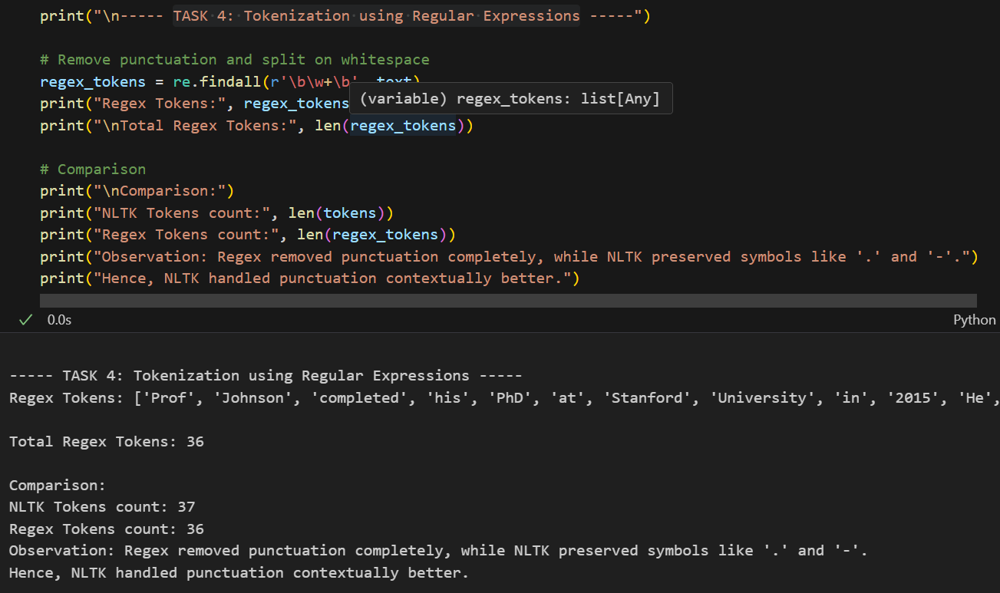 print("\n----- TASK 4: Tokenization using Regular Expressions -----")
# Remove punctuation and split on whitespace
regex_tokens = re.findall(r'\b\w+\b', text)
(variable) regex_tokens: list[Any]
print("Regex Tokens:", regex_tokens
print("\nTotal Regex Tokens:", len(regex_tokens))
# Comparison
print("\nComparison:")
print("NLTK Tokens count:", len(tokens))
print("Regex Tokens count:", len(regex_tokens))
print("Observation: Regex removed punctuation completely, while NLTK preserved symbols like '.' and '-'.")
print("Hence, NLTK handled punctuation contextually better.")
0.0s
Python
----- TASK 4: Tokenization using Regular Expressions -----
Regex Tokens: ['Prof', 'Johnson', 'completed', 'his', 'PhD', 'at', 'Stanford', 'University', 'in', '2015', 'He',
Total Regex Tokens: 36
Comparison:
NLTK Tokens count: 37
Regex Tokens count: 36
Observation: Regex removed punctuation completely, while NLTK preserved symbols like '.' and '-'.
Hence, NLTK handled punctuation contextually better.